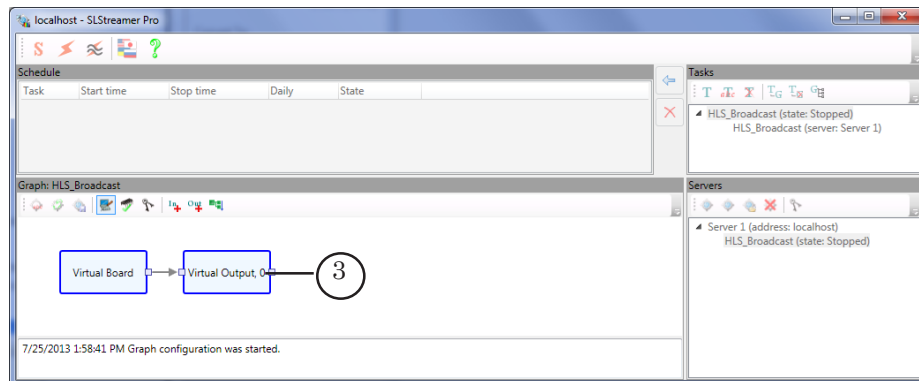 localhost - SLStreamer Pro
Schedule
Task Start time Stop time Daily State
Tasks
HLS_Broadcast (state: Stopped)
HLS_Broadcast (server: Server 1)
Graph: HLS_Broadcast
In Out
Virtual Board
Virtual Output, 0
3
7/25/2013 1:58:41 PM Graph configuration was started.
Servers
Server 1 (address: localhost)
HLS_Broadcast (state: Stopped)